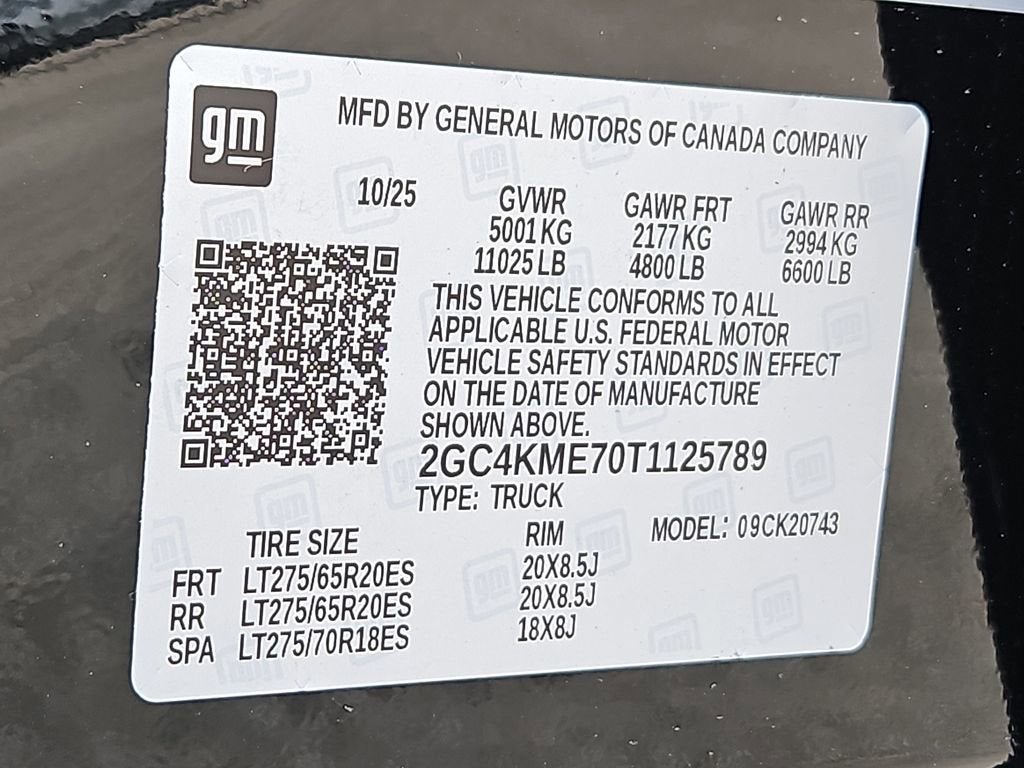 gm
MFD BY GENERAL MOTORS OF CANADA COMPANY
10/25 GVWR GAWR FRT GAWR RR
5001 KG 2177 KG 2994 KG
11025 LB 4800 LB 6600 LB
THIS VEHICLE CONFORMS TO ALL
APPLICABLE U.S. FEDERAL MOTOR
VEHICLE SAFETY STANDARDS IN EFFECT
ON THE DATE OF MANUFACTURE
SHOWN ABOVE.
2GC4KME70T1125789
TYPE: TRUCK
MODEL: 09CK20743
TIRE SIZE RIM
FRT LT275/65R20ES 20X8.5J
RR LT275/65R20ES 20X8.5J
SPA LT275/70R18ES 18X8J